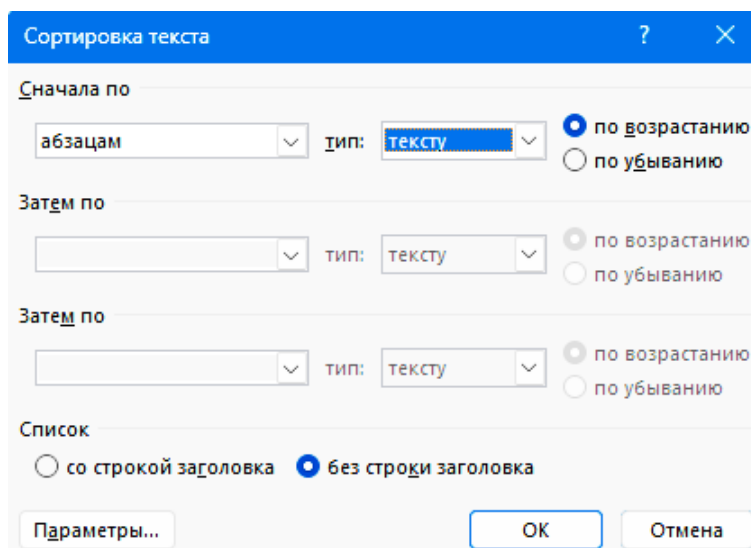 Сортировка текста ?
Сначала по
абзацам тип: тексту по возрастанию
по убыванию
Затем по
тип: тексту по возрастанию
по убыванию
Затем по
тип: тексту по возрастанию
по убыванию
Список
со строкой заголовка без строки заголовка
Параметры... ОК Отмена